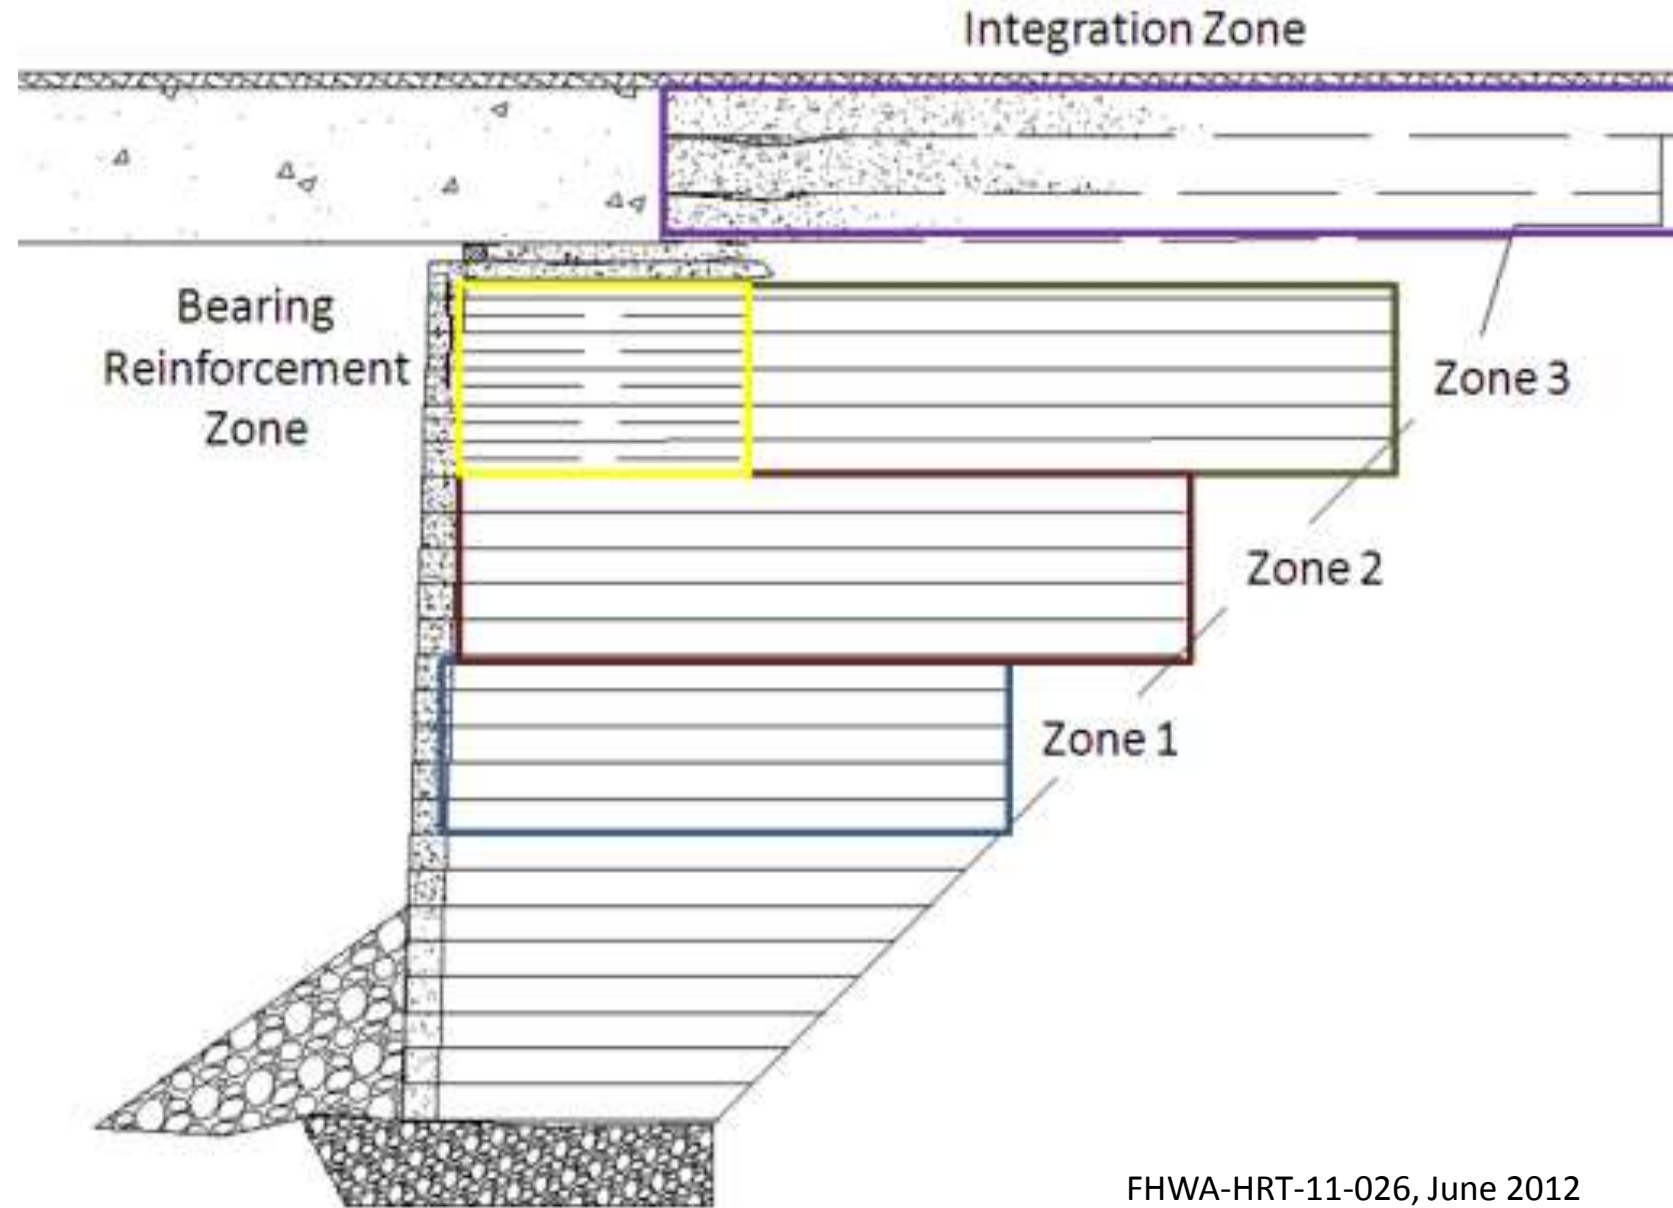 Integration Zone
Bearing
Reinforcement
Zone
Zone 3
Zone 2
Zone 1
FHWA-HRT-11-026, June 2012